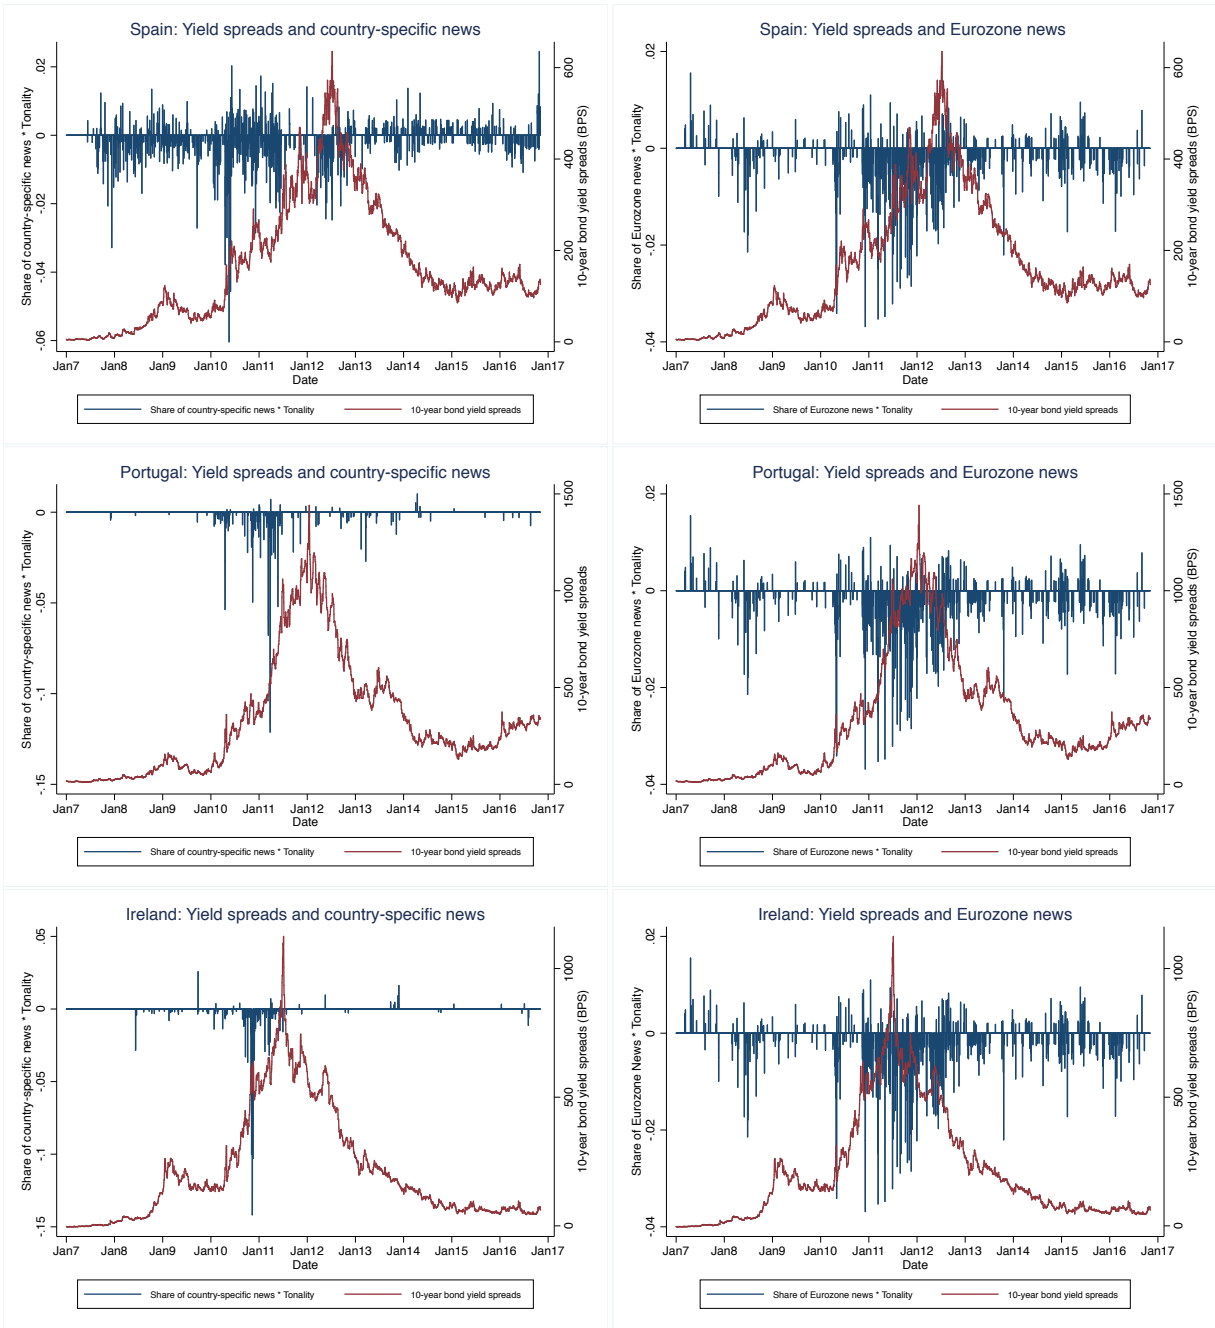 Spain: Yield spreads and country-specific news
Share of country-specific news * Tonality
.02
0
-.02
-.04
-.06
600
400
200
0
10-year bond yield spreads (BPS)
Jan7 Jan8 Jan9 Jan10 Jan11 Jan12 Jan13 Jan14 Jan15 Jan16 Jan17
Date
Share of country-specific news * Tonality 10-year bond yield spreads
Spain: Yield spreads and Eurozone news
Share of Eurozone news * Tonality
.02
0
-.02
-.04
600
400
200
0
10-year bond yield spreads (BPS)
Jan7 Jan8 Jan9 Jan10 Jan11 Jan12 Jan13 Jan14 Jan15 Jan16 Jan17
Date
Share of Eurozone news * Tonality 10-year bond yield spreads
Portugal: Yield spreads and country-specific news
Share of country-specific news * Tonality
0
-.05
-.1
-.15
1500
1000
500
0
10-year bond yield spreads
Jan7 Jan8 Jan9 Jan10 Jan11 Jan12 Jan13 Jan14 Jan15 Jan16 Jan17
Date
Share of country-specific news * Tonality 10-year bond yield spreads
Portugal: Yield spreads and Eurozone news
Share of Eurozone news * Tonality
.02
0
-.02
-.04
1500
1000
500
0
10-year bond yield spreads (BPS)
Jan7 Jan8 Jan9 Jan10 Jan11 Jan12 Jan13 Jan14 Jan15 Jan16 Jan17
Date
Share of Eurozone news * Tonality 10-year bond yield spreads
Ireland: Yield spreads and country-specific news
Share of country-specific news * Tonality
.05
0
-.05
-.1
-.15
1000
500
0
10-year bond yield spreads (BPS)
Jan7 Jan8 Jan9 Jan10 Jan11 Jan12 Jan13 Jan14 Jan15 Jan16 Jan17
Date
Share of country-specific news * Tonality 10-year bond yield spreads
Ireland: Yield spreads and Eurozone news
Share of Eurozone News * Tonality
.02
0
-.02
-.04
1000
500
0
10-year bond yield spreads (BPS)
Jan7 Jan8 Jan9 Jan10 Jan11 Jan12 Jan13 Jan14 Jan15 Jan16 Jan17
Date
Share of Eurozone news * Tonality 10-year bond yield spreads